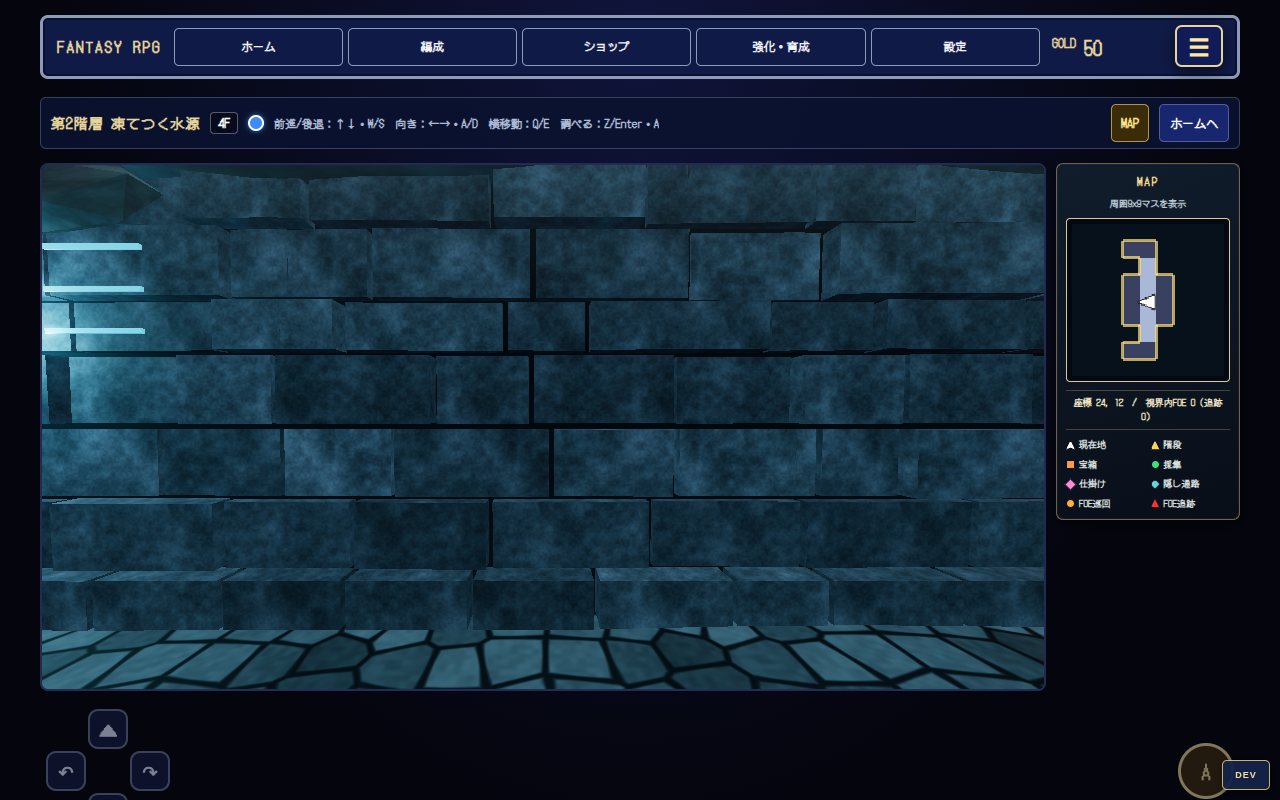 FANTASY RPG
ホーム
編成
ショップ
強化・育成
設定
GOLD 50
第2階層 凍てつく水源
4F
前進/後退:↑↓・W/S 向き:←→・A/D 横移動:Q/E 調べる:Z/Enter・A
MAP
ホームへ
MAP
周囲9x9マスを表示
座標 24, 12 / 視界内FOE 0 (追跡
0)
現在地
階段
宝箱
採集
仕掛け
隠し通路
FOE巡回
FOE追跡
A
DEV